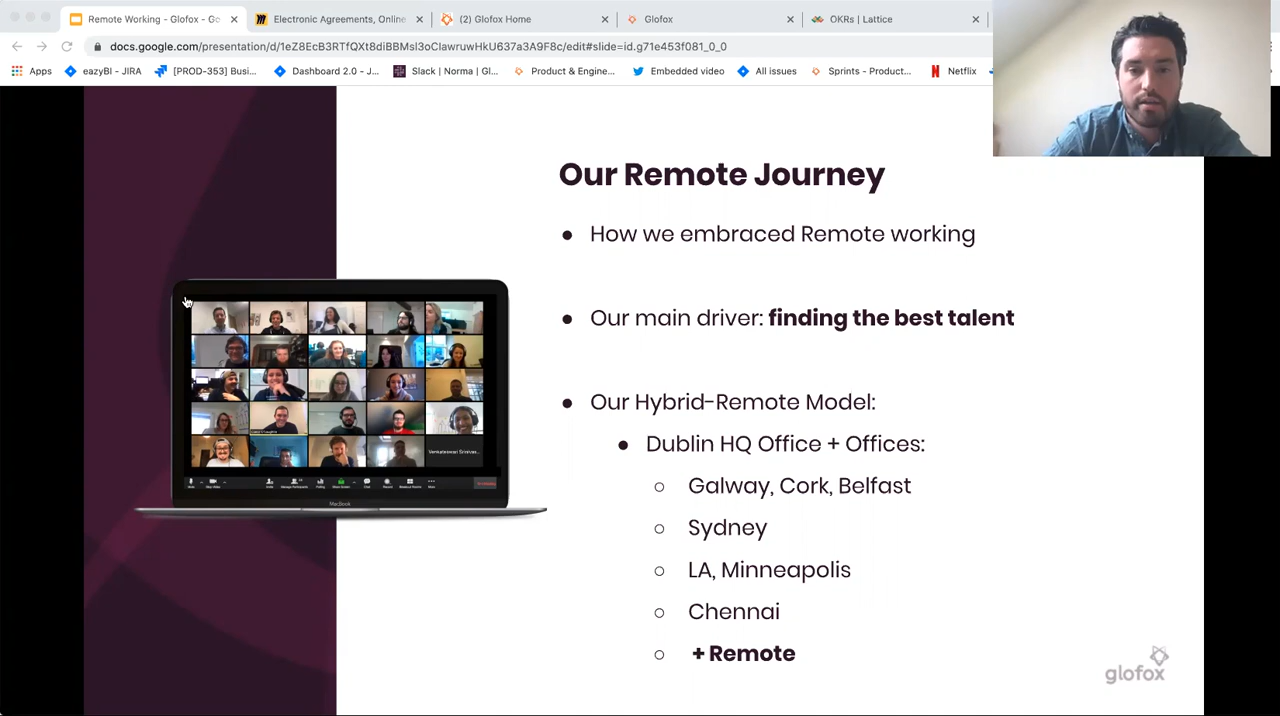 Remote Working - Glofox - Go
Electronic Agreements, Online
(2) Glofox Home
Glofox
OKRs | Lattice
docs.google.com/presentation/d/1eZ8EcB3RTfQXt8diBBMsl3oClawruwHkU637a3A9F8c/edit#slide=id.g71e453f081_0_0
Apps
eazyBI - JIRA
[PROD-353] Busi...
Dashboard 2.0 - J...
Slack | Norma | Gl...
Product & Engine...
Embedded video
All issues
Sprints - Product...
Netflix
Our Remote Journey
● How we embraced Remote working
● Our main driver: finding the best talent
● Our Hybrid-Remote Model:
● Dublin HQ Office + Offices:
○ Galway, Cork, Belfast
○ Sydney
○ LA, Minneapolis
○ Chennai
○ + Remote
MacBook
glofox